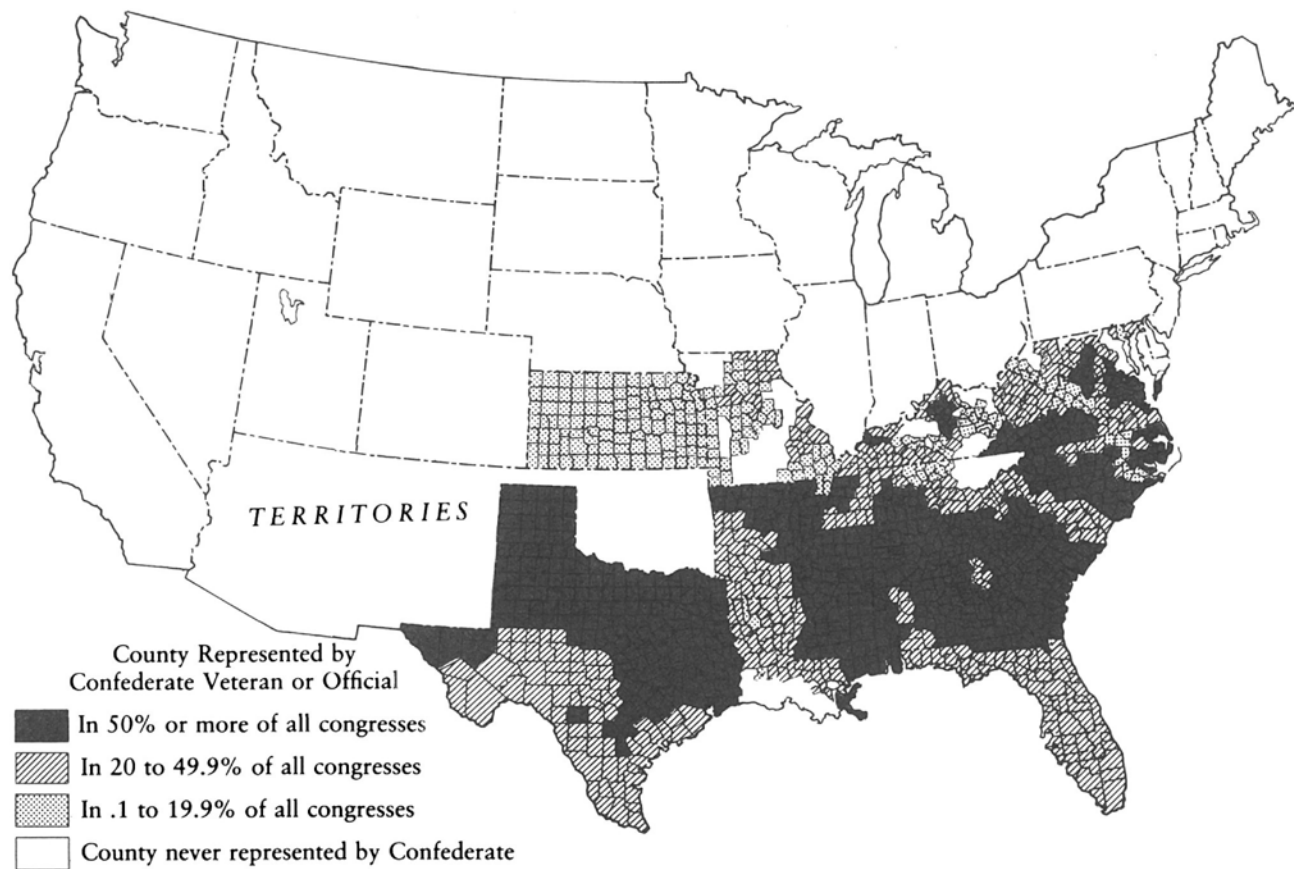 TERRITORIES
County Represented by
Confederate Veteran or Official
In 50% or more of all congresses
In 20 to 49.9% of all congresses
In .1 to 19.9% of all congresses
County never represented by Confederate